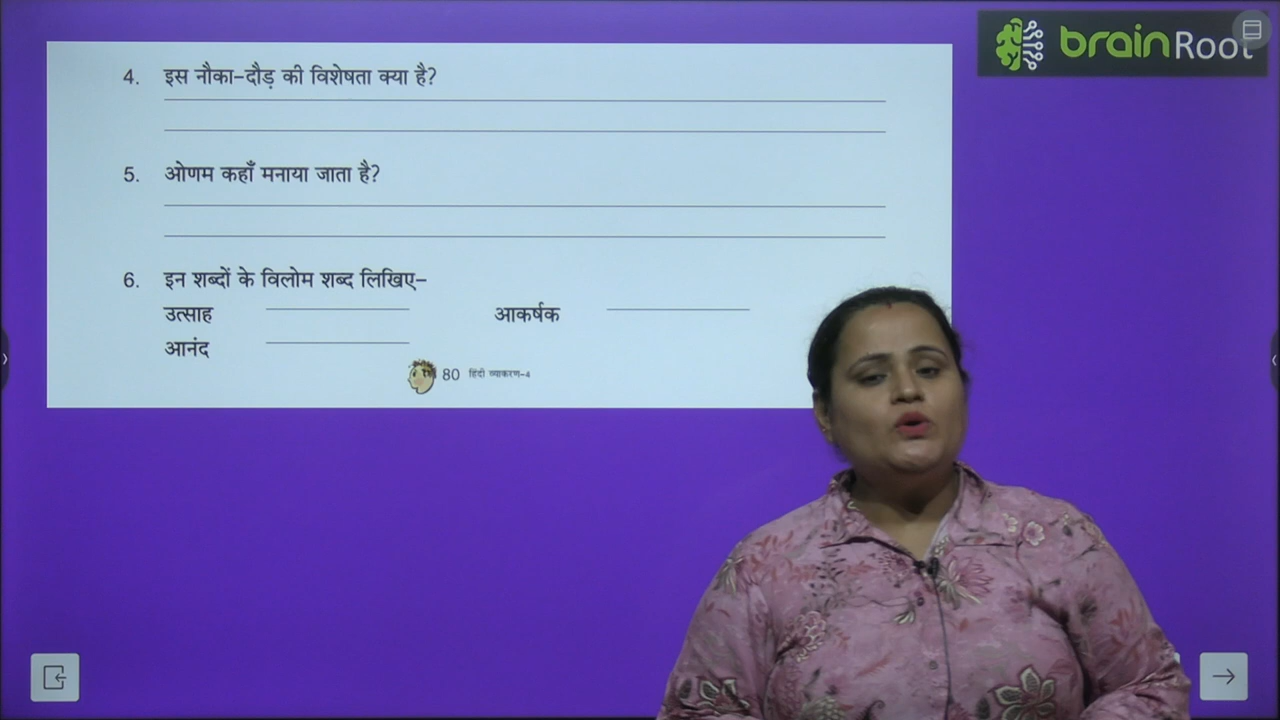 brainRoot
4. इस नौका-दौड़ की विशेषता क्या है?
5. ओणम कहाँ मनाया जाता है?
6. इन शब्दों के विलोम शब्द लिखिए-
उत्साह आकर्षक
आनंद
80 हिंदी व्याकरण-4